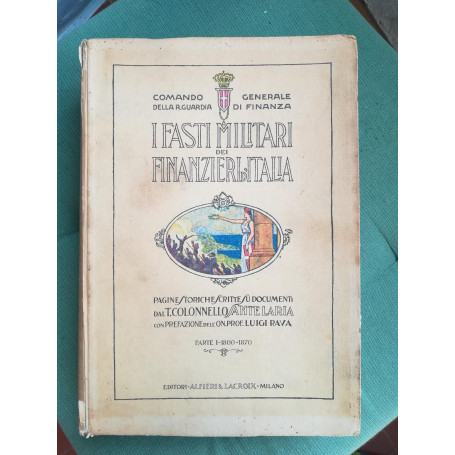 COMANDO GENERALE
DELLA R. GUARDIA DI FINANZA
I FASTI MILITARI
DEI
FINANZIERI D'ITALIA
PAGINE STORICHE SCRITTE SU DOCUMENTI
DAL T. COLONNELLO SANTE LARIA
CON PREFAZIONE DELL'ON. PROF. LUIGI RAVA
PARTE I - 1800-1870
EDITORI - ALFIERI & LACROIX - MILANO